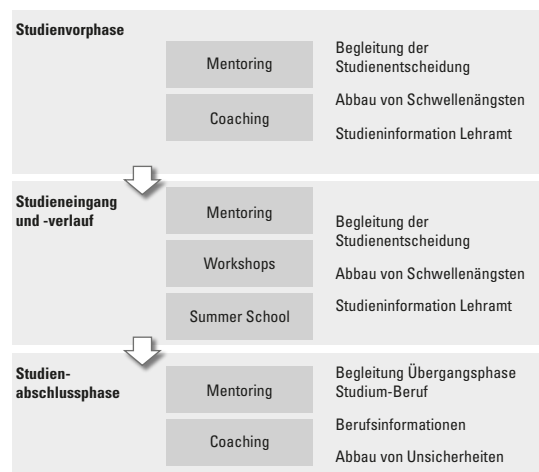 Studienvorphase
Mentoring
Coaching
Begleitung der
Studienentscheidung
Abbau von Schwellenängsten
Studieninformation Lehramt
Studieneingang
und -verlauf
Mentoring
Workshops
Summer School
Begleitung der
Studienentscheidung
Abbau von Schwellenängsten
Studieninformation Lehramt
Studien-
abschlussphase
Mentoring
Coaching
Begleitung Übergangsphase
Studium-Beruf
Berufsinformationen
Abbau von Unsicherheiten